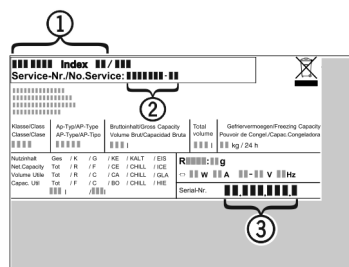 1
Index /
Service-Nr./No.Service: -
2
Klasse/Class Ap-Typ/AP-Type Bruttoinhalt/Gross Capacity Total Gefriervermoegen/Freezing Capacity
Classe/Clase AP-Type/AP-Tipo Volume Brut/Capacidad Bruta volume Pouvoir de Congel./Capac.Congeladora
l l kg / 24 h
Nutzinhalt Ges / K / G / KE / KALT / EIS
Net.Capacity Tot / R / F / CE / CHILL / ICE
Volume Utile Tot / R / C / CA / CHILL / GLA
Capac. Util Tot / F / C / BO / CHILL / HIE
l / l
R : g
W A - V Hz
Serial-Nr.
3